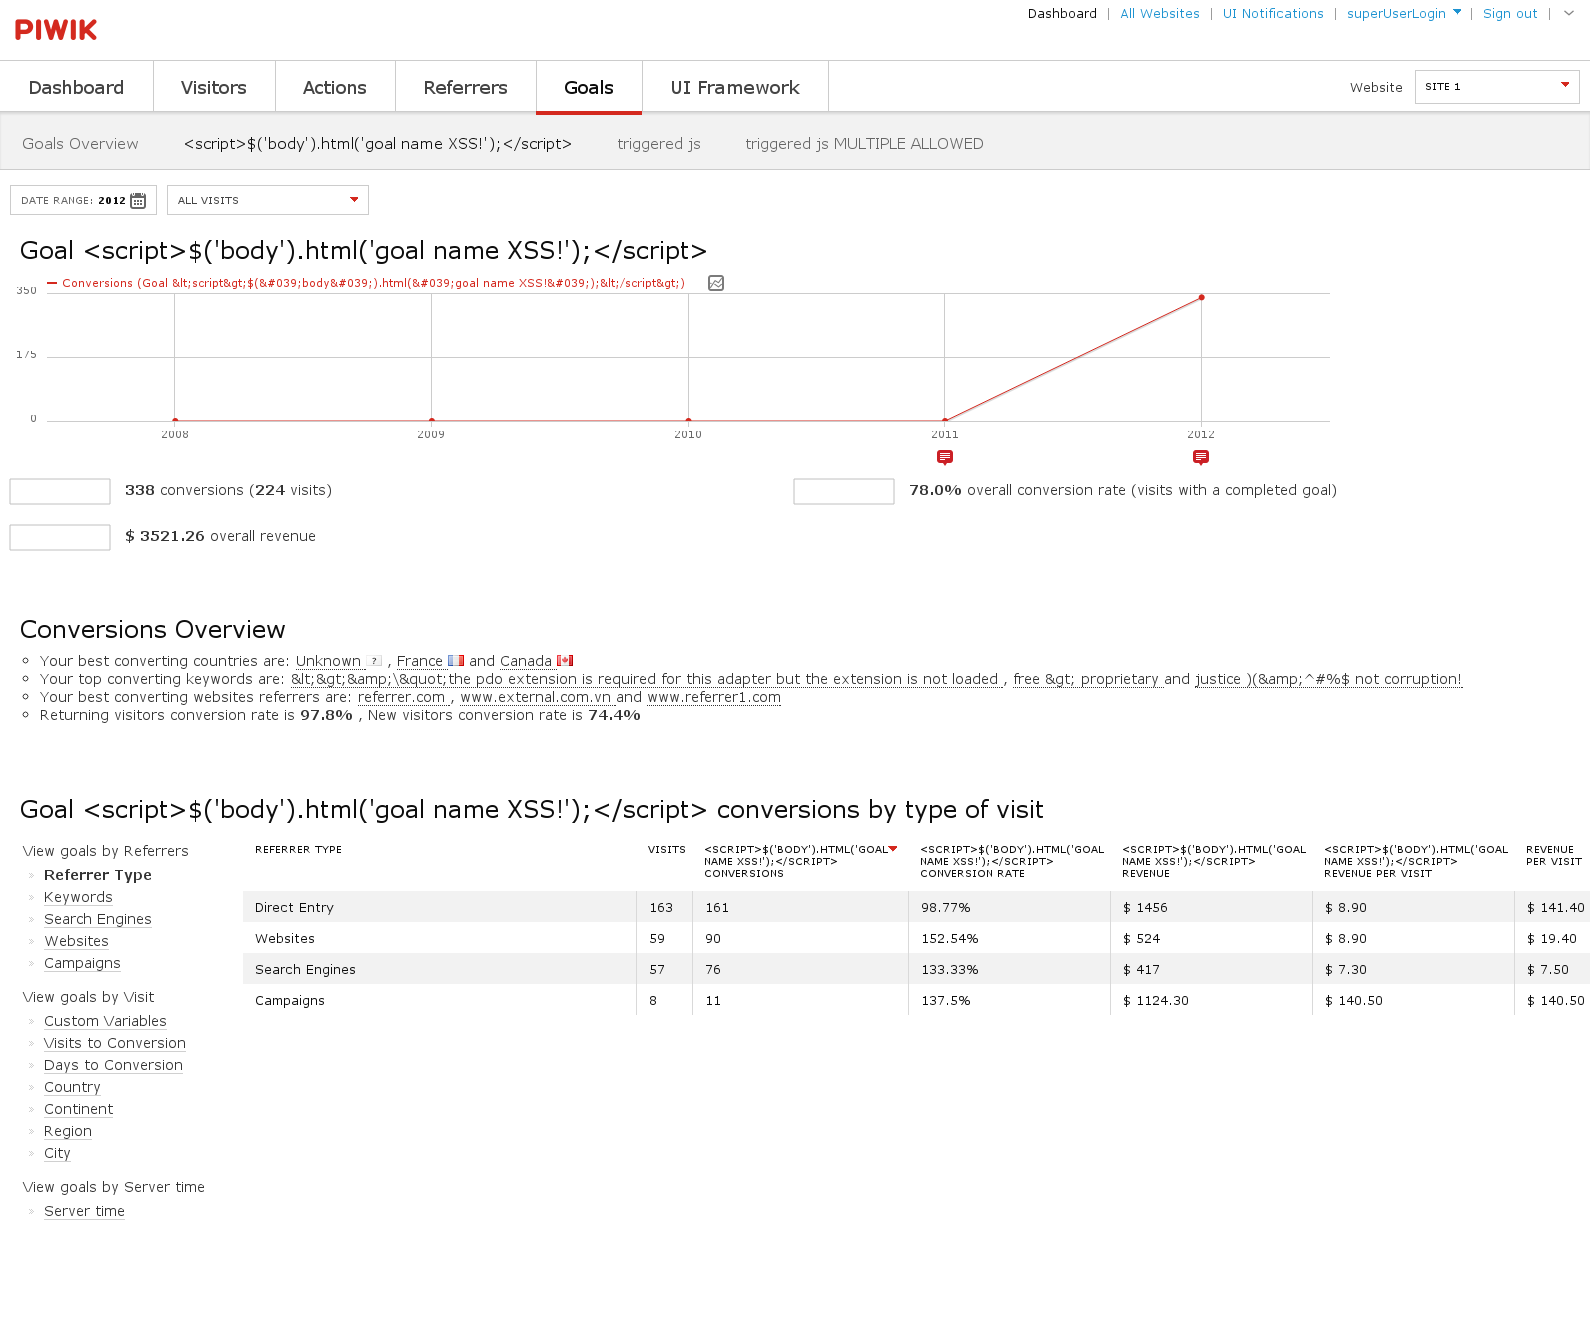 PIWIK
Dashboard | All Websites | UI Notifications | superUserLogin | Sign out |
Dashboard Visitors Actions Referrers Goals UI Framework Website SITE 1
Goals Overview <script>$('body').html('goal name XSS!');</script> triggered js triggered js MULTIPLE ALLOWED
DATE RANGE: 2012 ALL VISITS
Goal <script>$('body').html('goal name XSS!');</script>
Conversions (Goal &lt;script&gt;$(&#039;body&#039;).html(&#039;goal name XSS!&#039;);&lt;/script&gt;)
350
175
0
2008 2009 2010 2011 2012
338 conversions (224 visits) 78.0% overall conversion rate (visits with a completed goal)
$ 3521.26 overall revenue
Conversions Overview
Your best converting countries are: Unknown ? , France and Canada
Your top converting keywords are: &lt;&gt;&amp;\&quot;the pdo extension is required for this adapter but the extension is not loaded , free &gt; proprietary and justice )(&amp;^#%$ not corruption!
Your best converting websites referrers are: referrer.com , www.external.com.vn and www.referrer1.com
Returning visitors conversion rate is 97.8% , New visitors conversion rate is 74.4%
Goal <script>$('body').html('goal name XSS!');</script> conversions by type of visit
View goals by Referrers
» Referrer Type
» Keywords
» Search Engines
» Websites
» Campaigns
View goals by Visit
» Custom Variables
» Visits to Conversion
» Days to Conversion
» Country
» Continent
» Region
» City
View goals by Server time
» Server time
REFERRER TYPE VISITS <SCRIPT>$('BODY').HTML('GOAL <SCRIPT>$('BODY').HTML('GOAL <SCRIPT>$('BODY').HTML('GOAL <SCRIPT>$('BODY').HTML('GOAL REVENUE
NAME XSS!');</SCRIPT> NAME XSS!');</SCRIPT> NAME XSS!');</SCRIPT> NAME XSS!');</SCRIPT> PER VISIT
CONVERSIONS CONVERSION RATE REVENUE REVENUE PER VISIT
Direct Entry 163 161 98.77% $ 1456 $ 8.90 $ 141.40
Websites 59 90 152.54% $ 524 $ 8.90 $ 19.40
Search Engines 57 76 133.33% $ 417 $ 7.30 $ 7.50
Campaigns 8 11 137.5% $ 1124.30 $ 140.50 $ 140.50